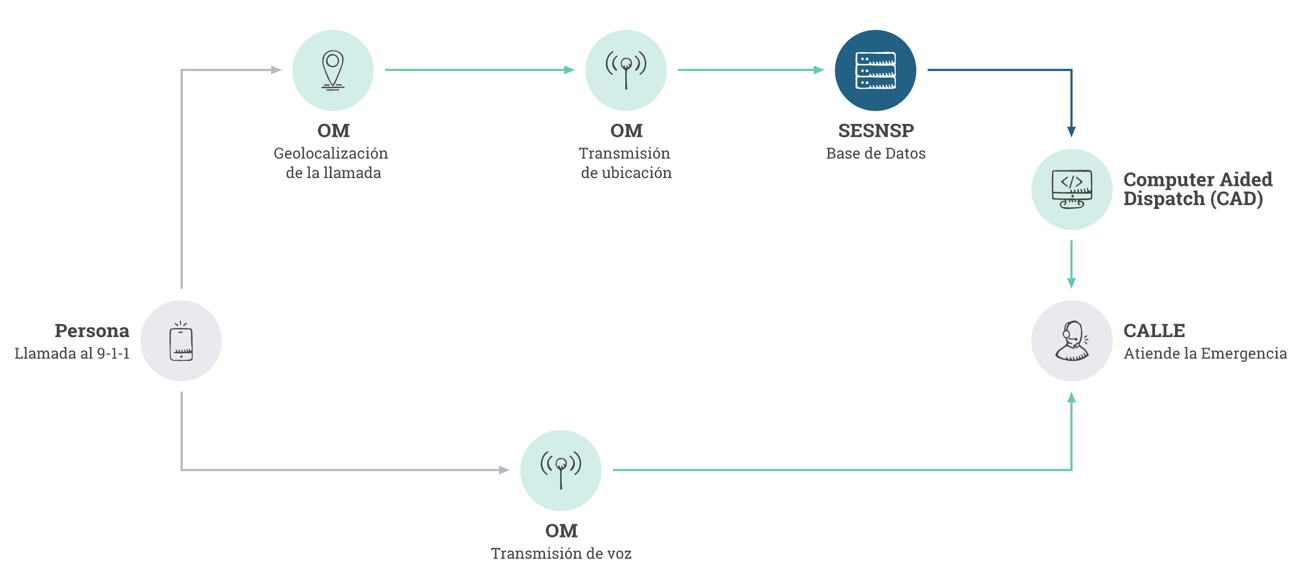 OM
Geolocalización
de la llamada
OM
Transmisión
de ubicación
SESNSP
Base de Datos
Computer Aided
Dispatch (CAD)
Persona
Llamada al 9-1-1
CALLE
Atiende la Emergencia
OM
Transmisión de voz